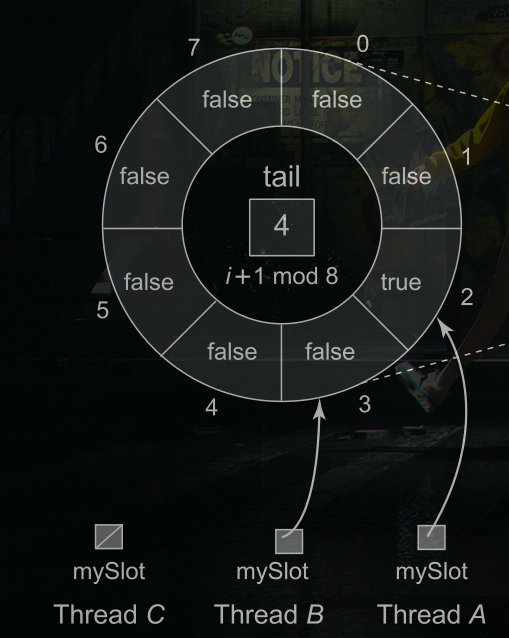 7
0
NOTICE
false
false
6
1
false
false
tail
4
i+1 mod 8
false
true
5
2
false
false
4
3
mySlot
mySlot
mySlot
Thread C
Thread B
Thread A